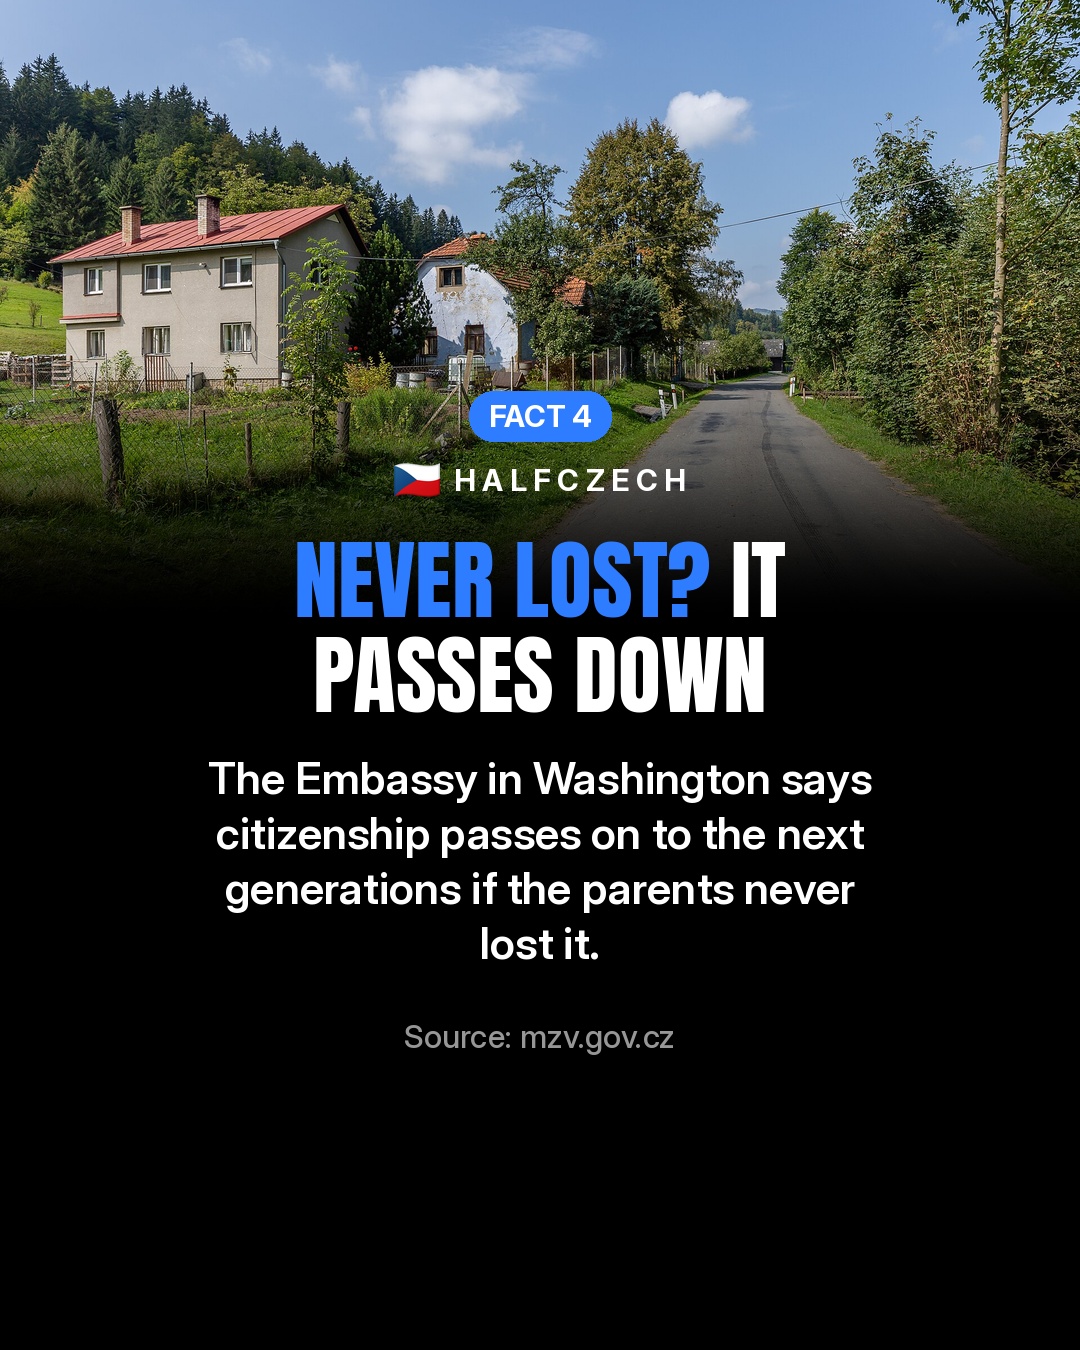 FACT 4
HALFCZECH
NEVER LOST? IT
PASSES DOWN
The Embassy in Washington says
citizenship passes on to the next
generations if the parents never
lost it.
Source: mzv.gov.cz